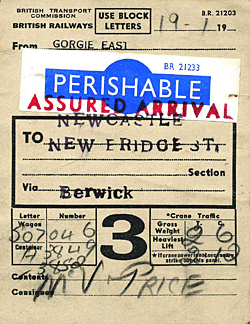 BRITISH TRANSPORT COMMISSION
BRITISH RAILWAYS
USE BLOCK LETTERS
B.R. 21203
19-1 19
From GORGIE EAST
B.R. 21233
PERISHABLE
ASSURED ARRIVAL
NEWCASTLE
TO NEW BRIDGE ST.
Section
Via Berwick
Letter Number
Wagon
Container
3
*Crane Traffic
Gross Weight
Heaviest Lift
Contents
Consignee PRICE